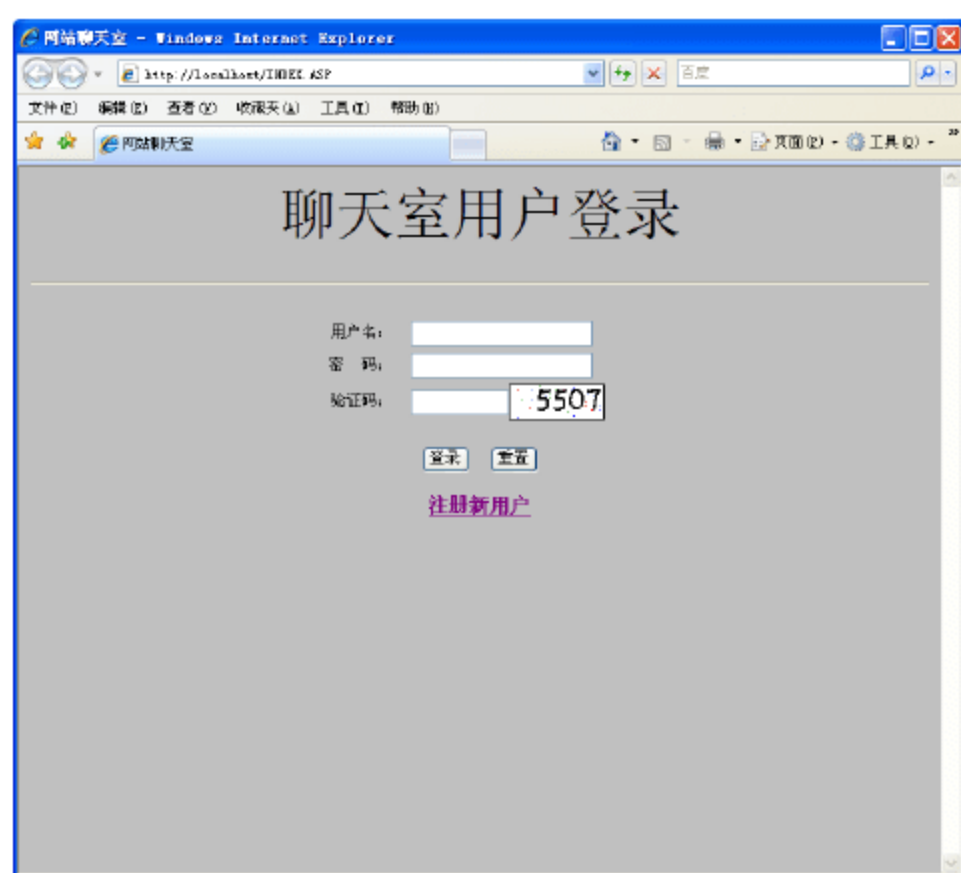 网站聊天室 - Windows Internet Explorer
http://localhost/INDEX.ASP
百度
文件(F) 编辑(E) 查看(V) 收藏夹(A) 工具(T) 帮助(H)
网站聊天室
页面(P) 工具(O)
聊天室用户登录
用户名:
密 码:
验证码: 5507
登录 重置
注册新用户